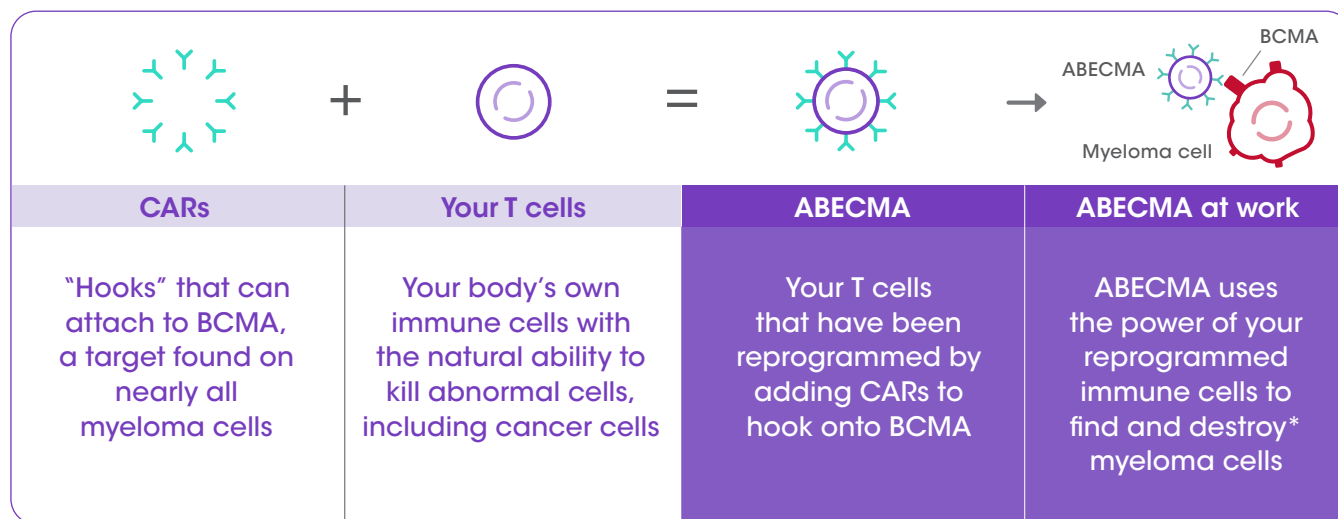 BCMA
ABECMA
Myeloma cell
+
=
→
CARs
Your T cells
ABECMA
ABECMA at work
“Hooks” that can
attach to BCMA,
a target found on
nearly all
myeloma cells
Your body’s own
immune cells with
the natural ability to
kill abnormal cells,
including cancer cells
Your T cells
that have been
reprogrammed by
adding CARs to
hook onto BCMA
ABECMA uses
the power of your
reprogrammed
immune cells to
find and destroy*
myeloma cells